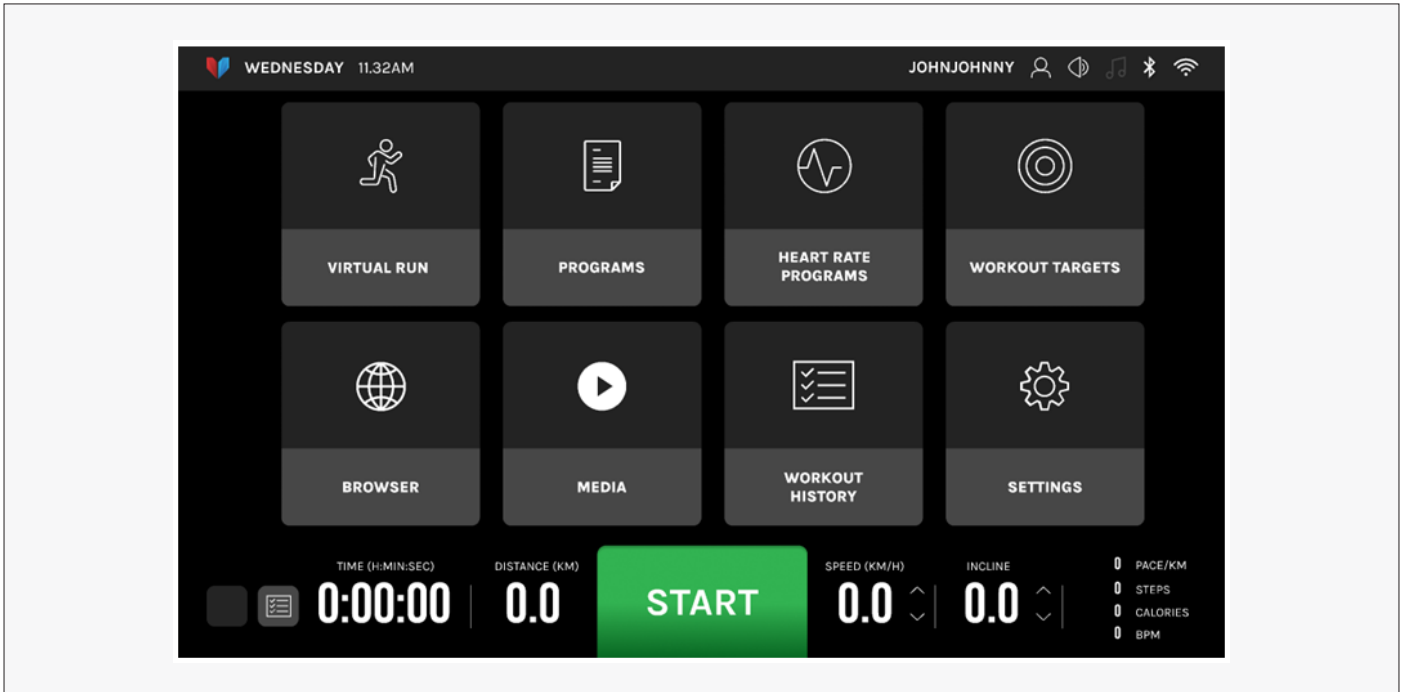 WEDNESDAY 11.32AM
JOHNJOHNNY
VIRTUAL RUN
PROGRAMS
HEART RATE
PROGRAMS
WORKOUT TARGETS
BROWSER
MEDIA
WORKOUT
HISTORY
SETTINGS
TIME (H:MIN:SEC)
0:00:00
DISTANCE (KM)
0.0
START
SPEED (KM/H)
0.0
INCLINE
0.0
0 PACE/KM
0 STEPS
0 CALORIES
0 BPM